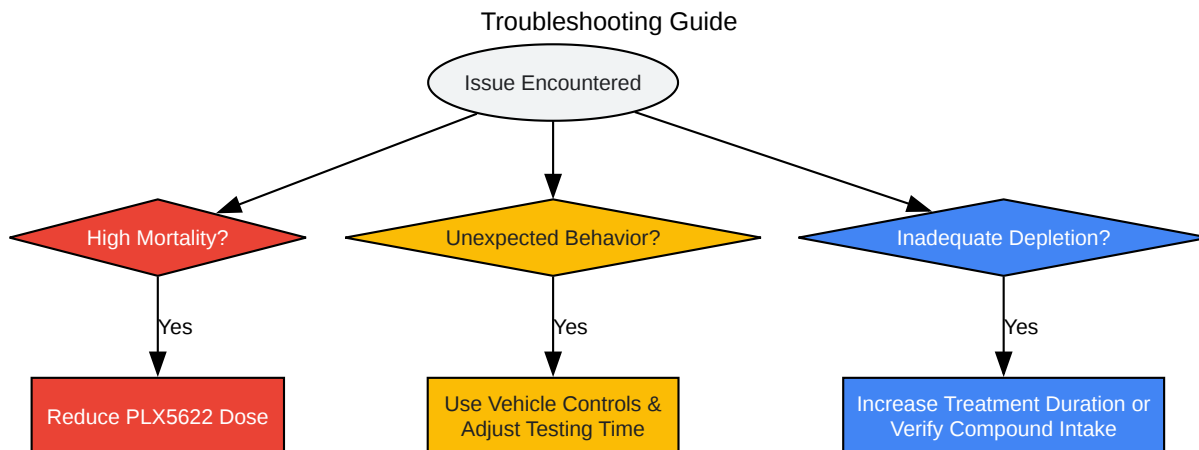 Troubleshooting Guide
Issue Encountered
High Mortality?
Unexpected Behavior?
Inadequate Depletion?
Yes
Yes
Yes
Reduce PLX5622 Dose
Use Vehicle Controls &
Adjust Testing Time
Increase Treatment Duration or
Verify Compound Intake